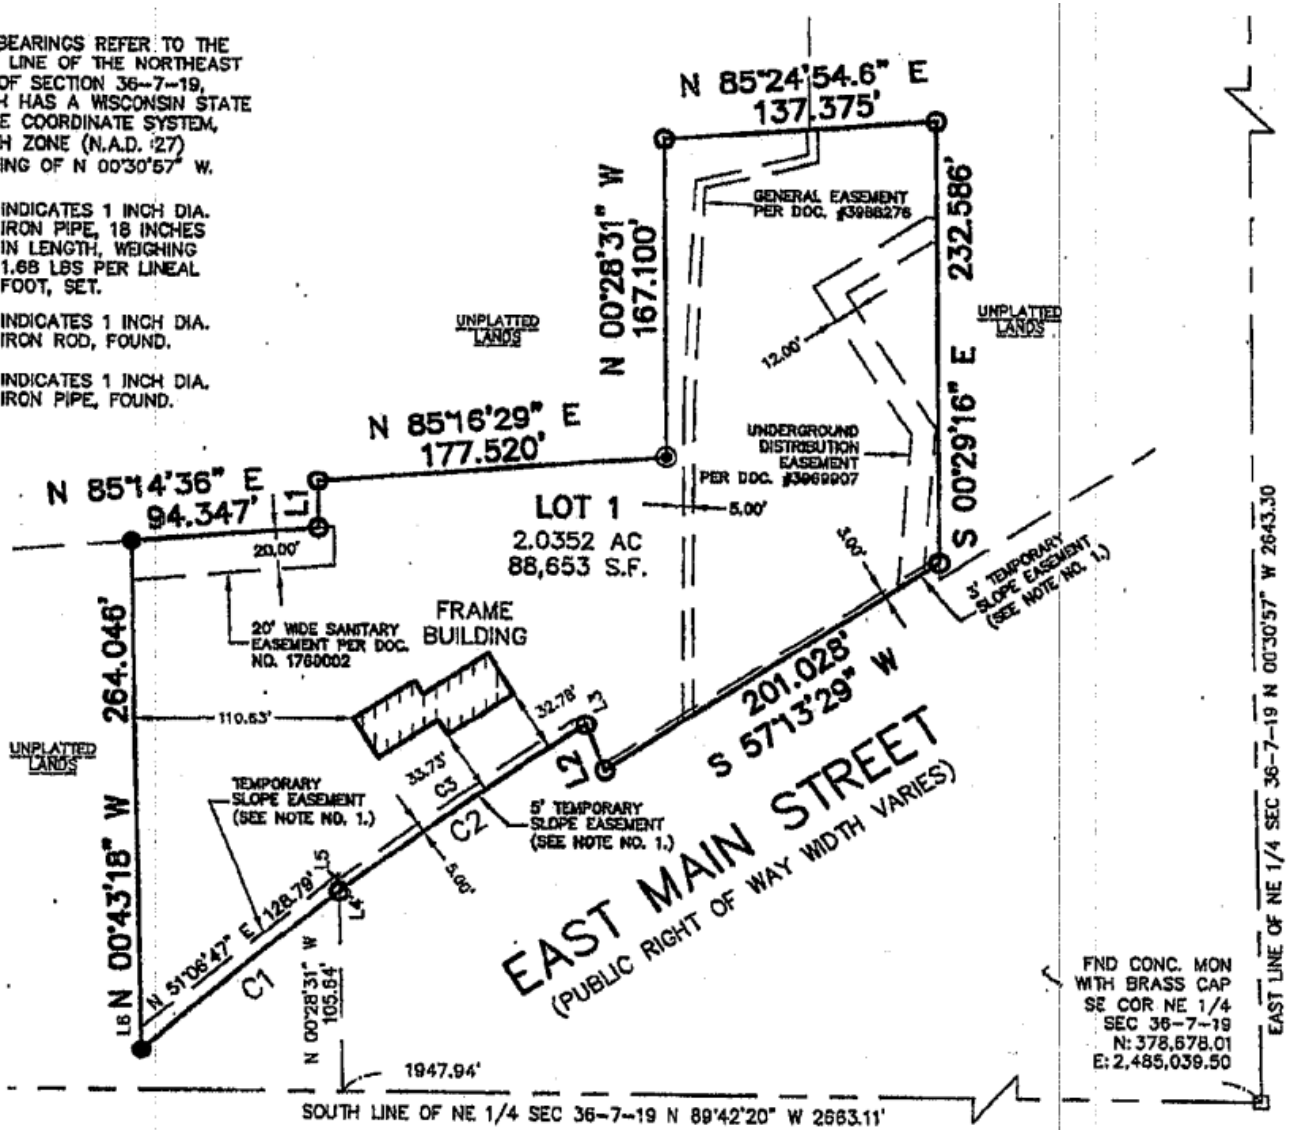 BEARINGS REFER TO THE
LINE OF THE NORTHEAST
OF SECTION 36-7-19,
H HAS A WISCONSIN STATE
E COORDINATE SYSTEM,
H ZONE (N.A.D. '27)
ING OF N 00°30'57" W.
INDICATES 1 INCH DIA.
IRON PIPE, 18 INCHES
IN LENGTH, WEIGHING
1.68 LBS PER LINEAL
FOOT, SET.
INDICATES 1 INCH DIA.
IRON ROD, FOUND.
INDICATES 1 INCH DIA.
IRON PIPE, FOUND.
N 85°24'54.6" E
137.375'
N 00°28'31" W
167.100'
GENERAL EASEMENT
PER DOC. #3988276
232.586'
S 00°29'16" E
UNPLATTED
LANDS
UNPLATTED
LANDS
12.00'
N 85°16'29" E
177.520'
UNDERGROUND
DISTRIBUTION
EASEMENT
PER DOC. #3969907
N 85°14'36" E
94.347'
L1
LOT 1
2.0352 AC
88,653 S.F.
5.00'
20.00'
3.00'
3' TEMPORARY
SLOPE EASEMENT
(SEE NOTE NO. 1.)
264.046'
N 00°43'18" W
20' WIDE SANITARY
EASEMENT PER DOC.
NO. 1760002
FRAME
BUILDING
110.63'
32.78'
L3
L2
201.028'
S 57°13'29" W
UNPLATTED
LANDS
33.73'
C3
C2
TEMPORARY
SLOPE EASEMENT
(SEE NOTE NO. 1.)
5' TEMPORARY
SLOPE EASEMENT
(SEE NOTE NO. 1.)
5.00'
L5
L4
N 51°06'47" E 128.79'
C1
L6
N 00°28'31" W
105.64'
EAST MAIN STREET
(PUBLIC RIGHT OF WAY WIDTH VARIES)
FND CONC. MON
WITH BRASS CAP
SE COR NE 1/4
SEC 36-7-19
N: 378,678.01
E: 2,485,039.50
EAST LINE OF NE 1/4 SEC 36-7-19 N 00°30'57" W 2643.30
1947.94'
SOUTH LINE OF NE 1/4 SEC 36-7-19 N 89°42'20" W 2663.11'